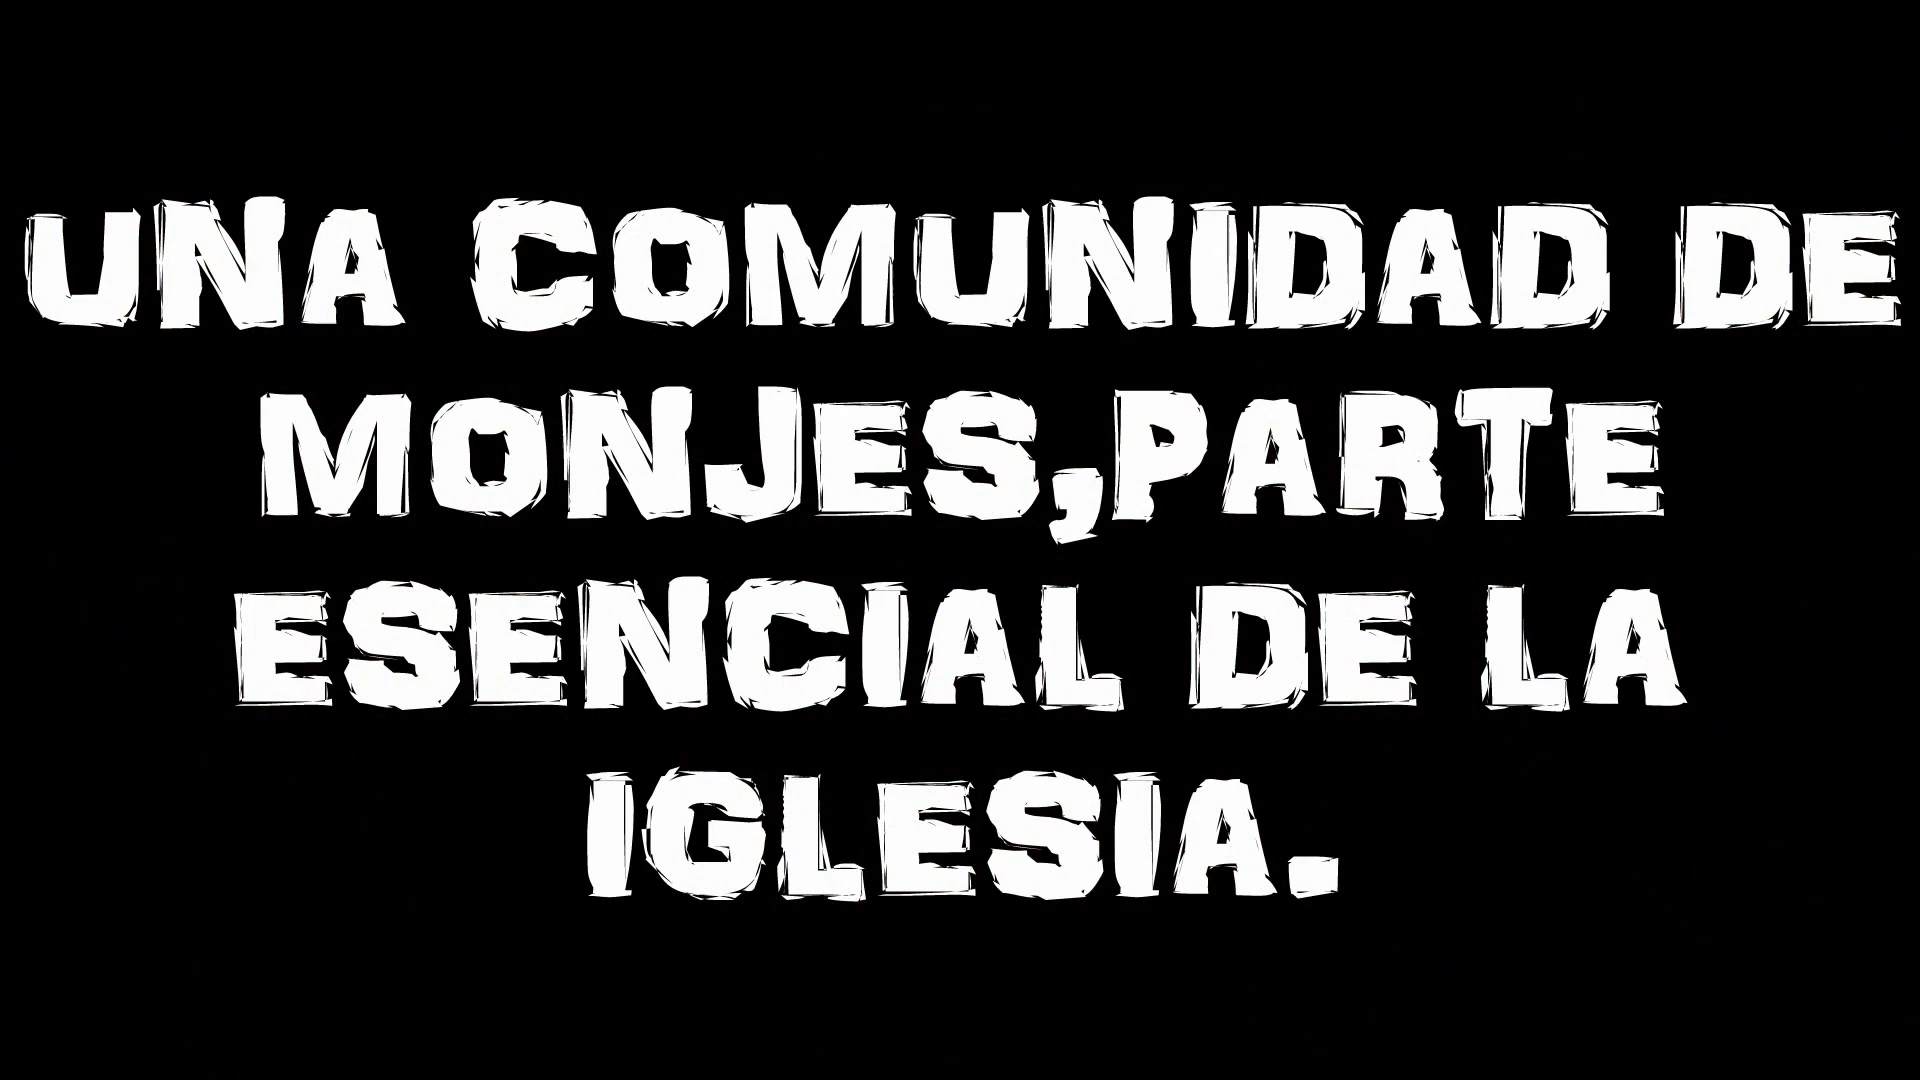 UNA COMUNIDAD DE
MONJES,PARTE
ESENCIAL DE LA
IGLESIA.